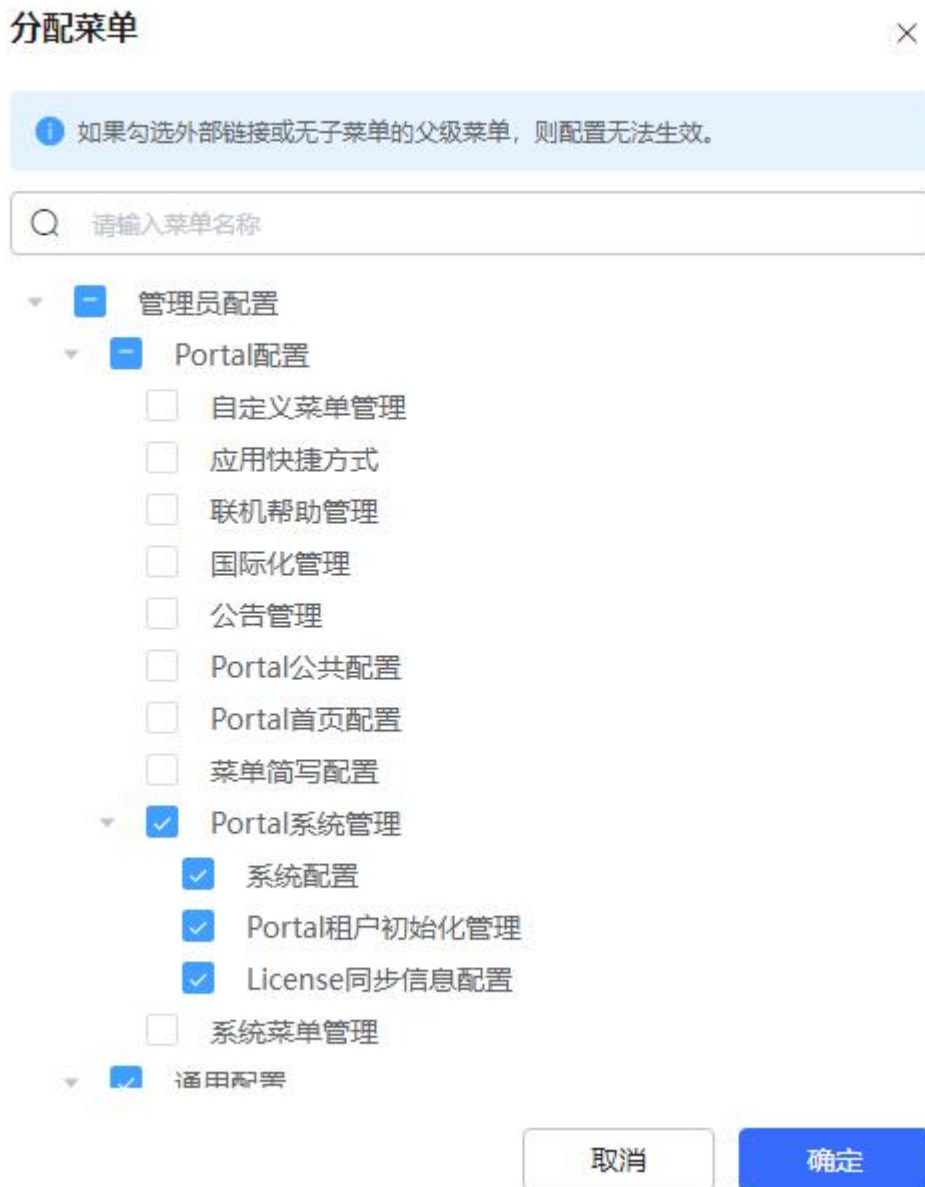 分配菜单
如果勾选外部链接或无子菜单的父级菜单，则配置无法生效。
请输入菜单名称
管理员配置
Portal配置
自定义菜单管理
应用快捷方式
联机帮助管理
国际化管理
公告管理
Portal公共配置
Portal首页配置
菜单简写配置
Portal系统管理
系统配置
Portal租户初始化管理
License同步信息配置
系统菜单管理
通用配置
取消
确定